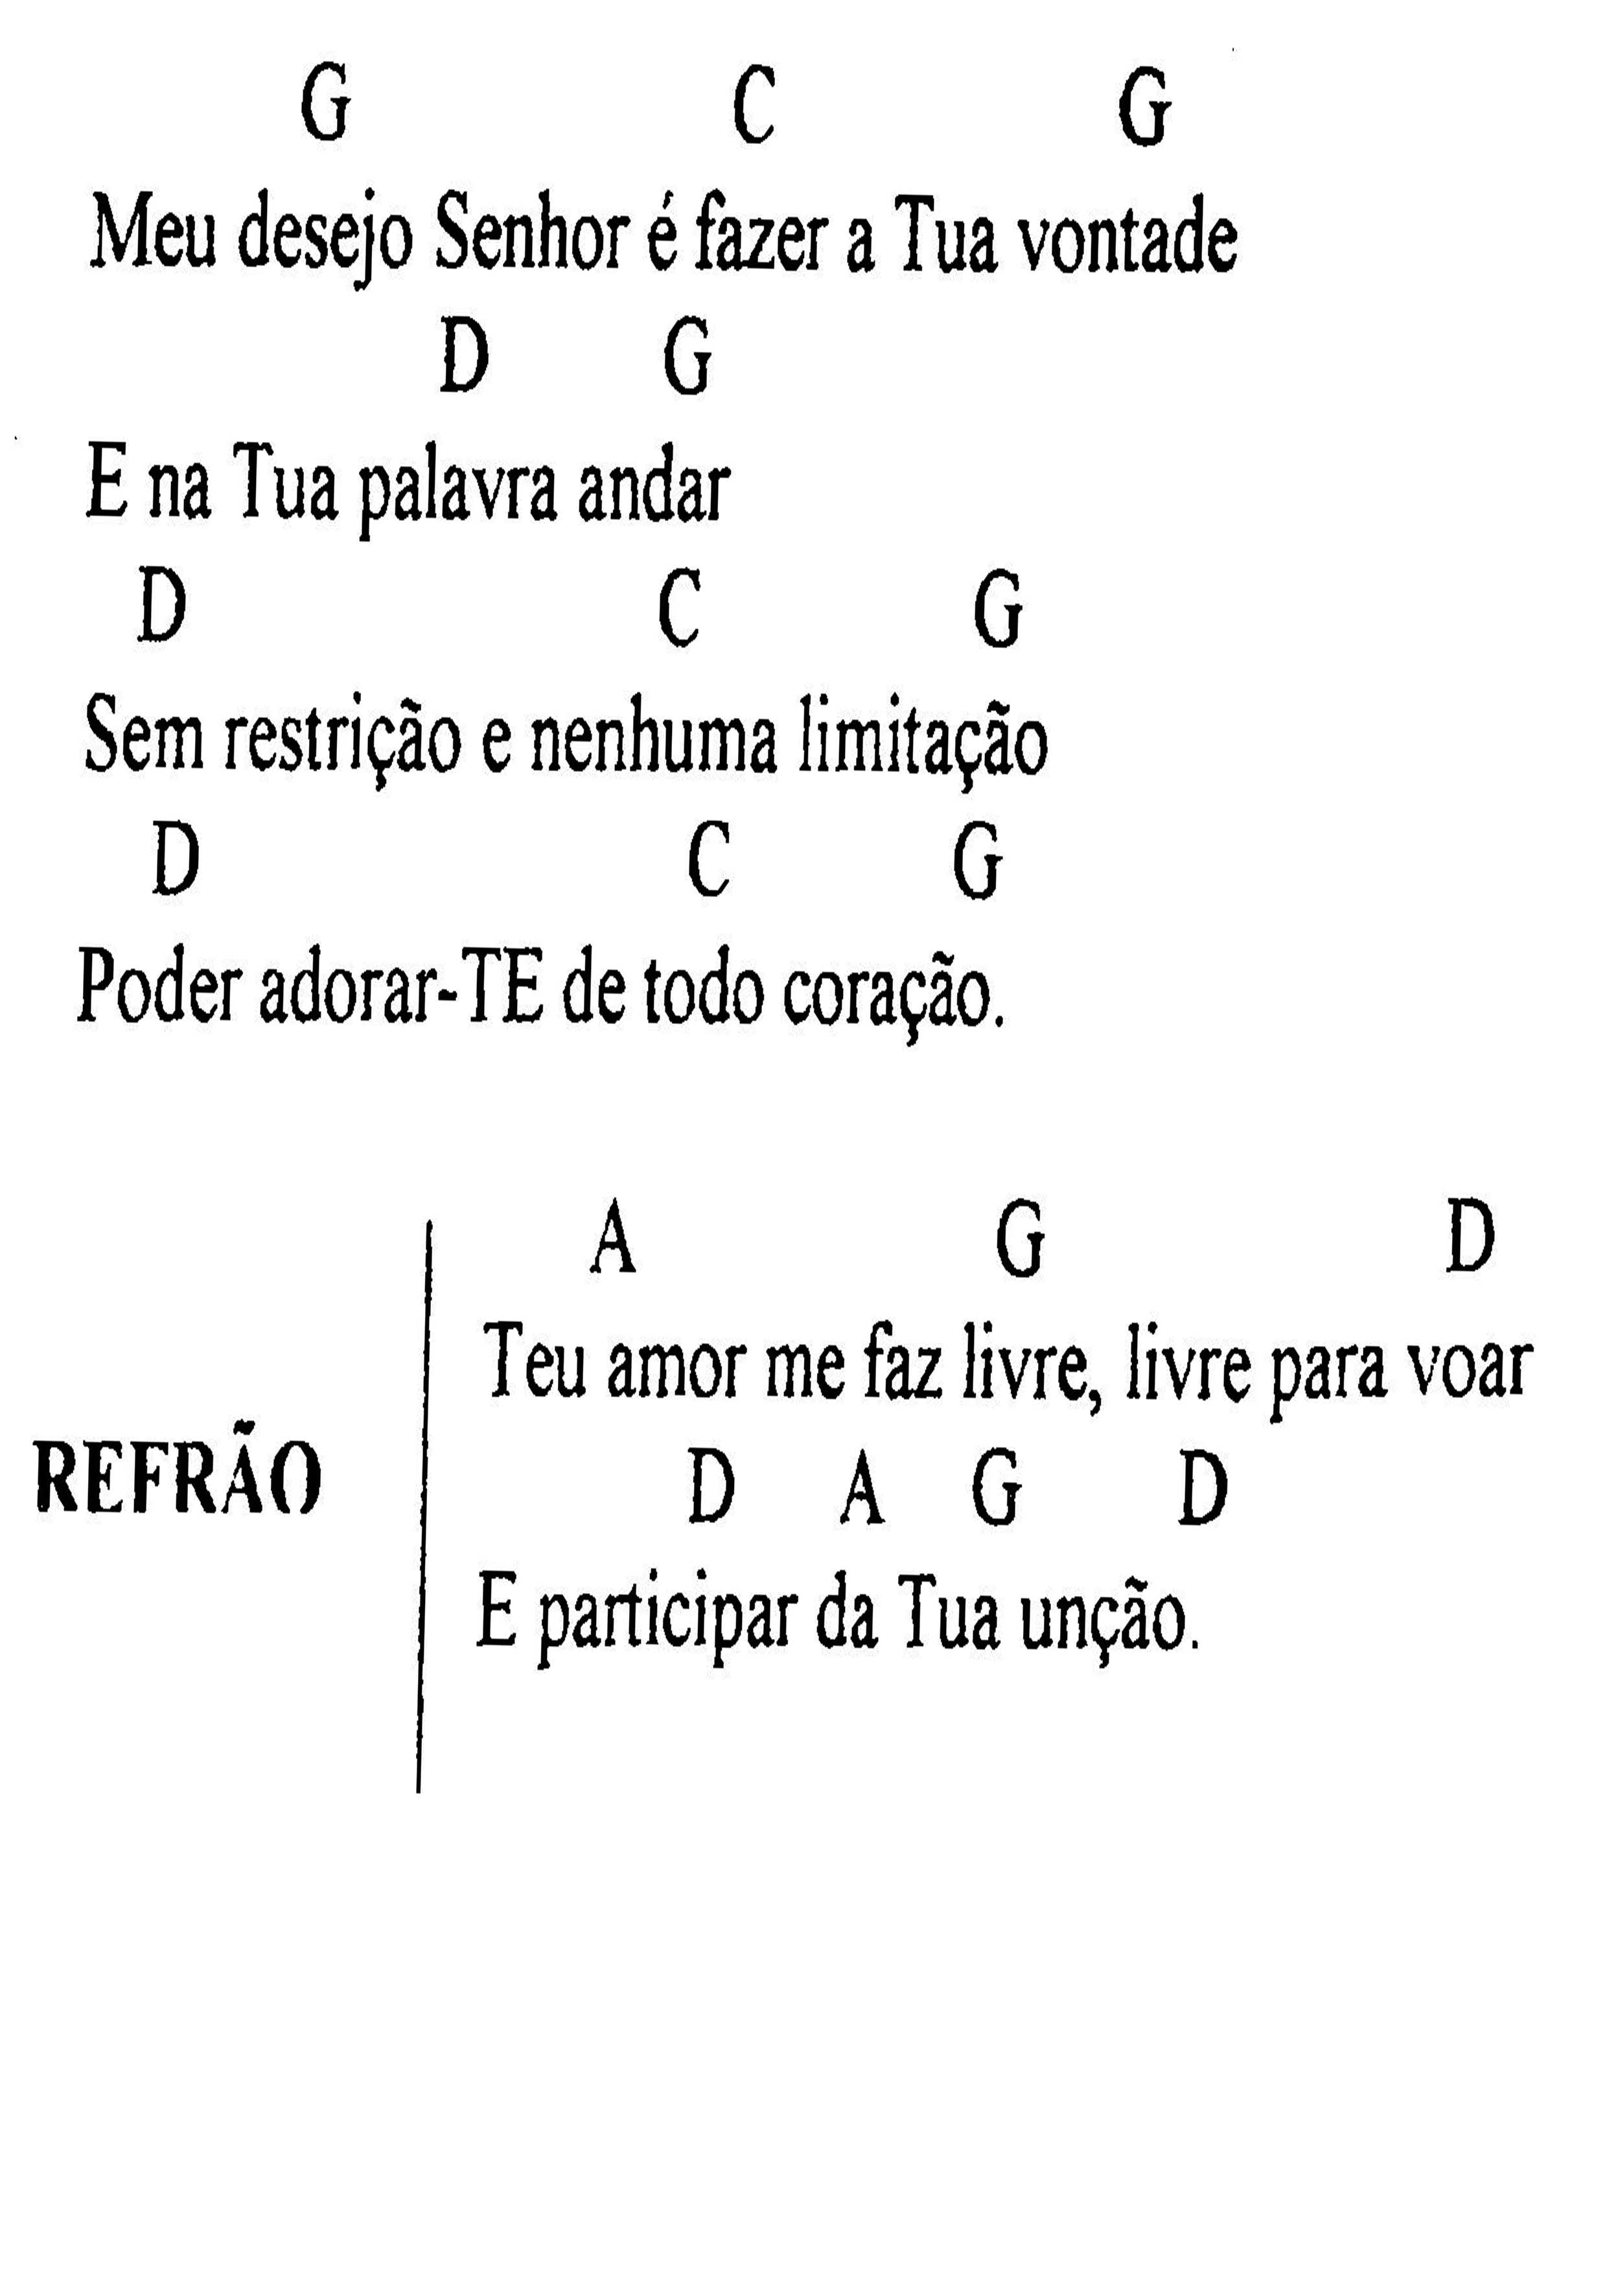 G C G
Meu desejo Senhor é fazer a Tua vontade
D G
E na Tua palavra andar
D C G
Sem restrição e nenhuma limitação
D C G
Poder adorar-TE de todo coração.
A G D
Teu amor me faz livre, livre para voar
REFRÃO
D A G D
E participar da Tua unção.